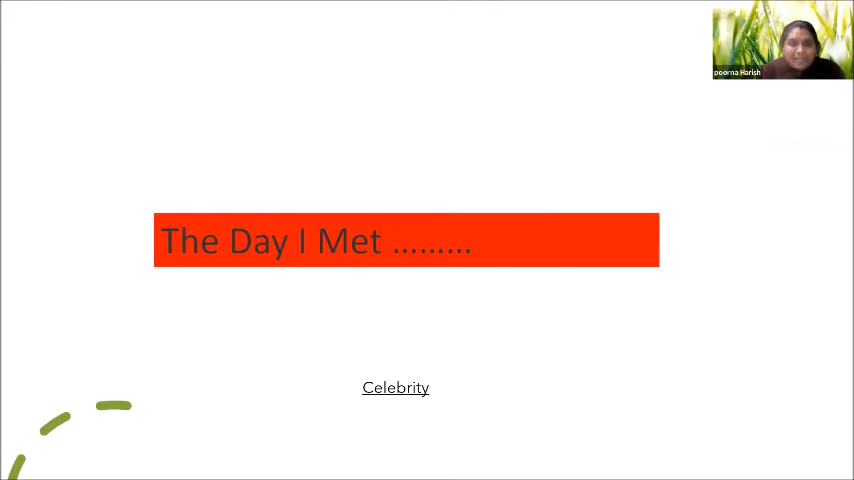 poorna Harish
The Day I Met .........
Celebrity